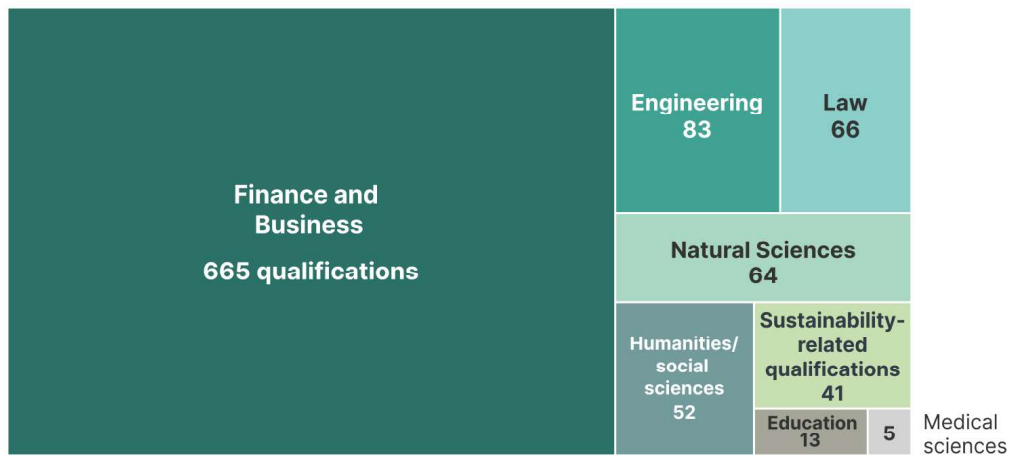 Finance and
Business
665 qualifications
Engineering
83
Law
66
Natural Sciences
64
Humanities/
social
sciences
52
Sustainability-
related
qualifications
41
Education
13
5
Medical
sciences